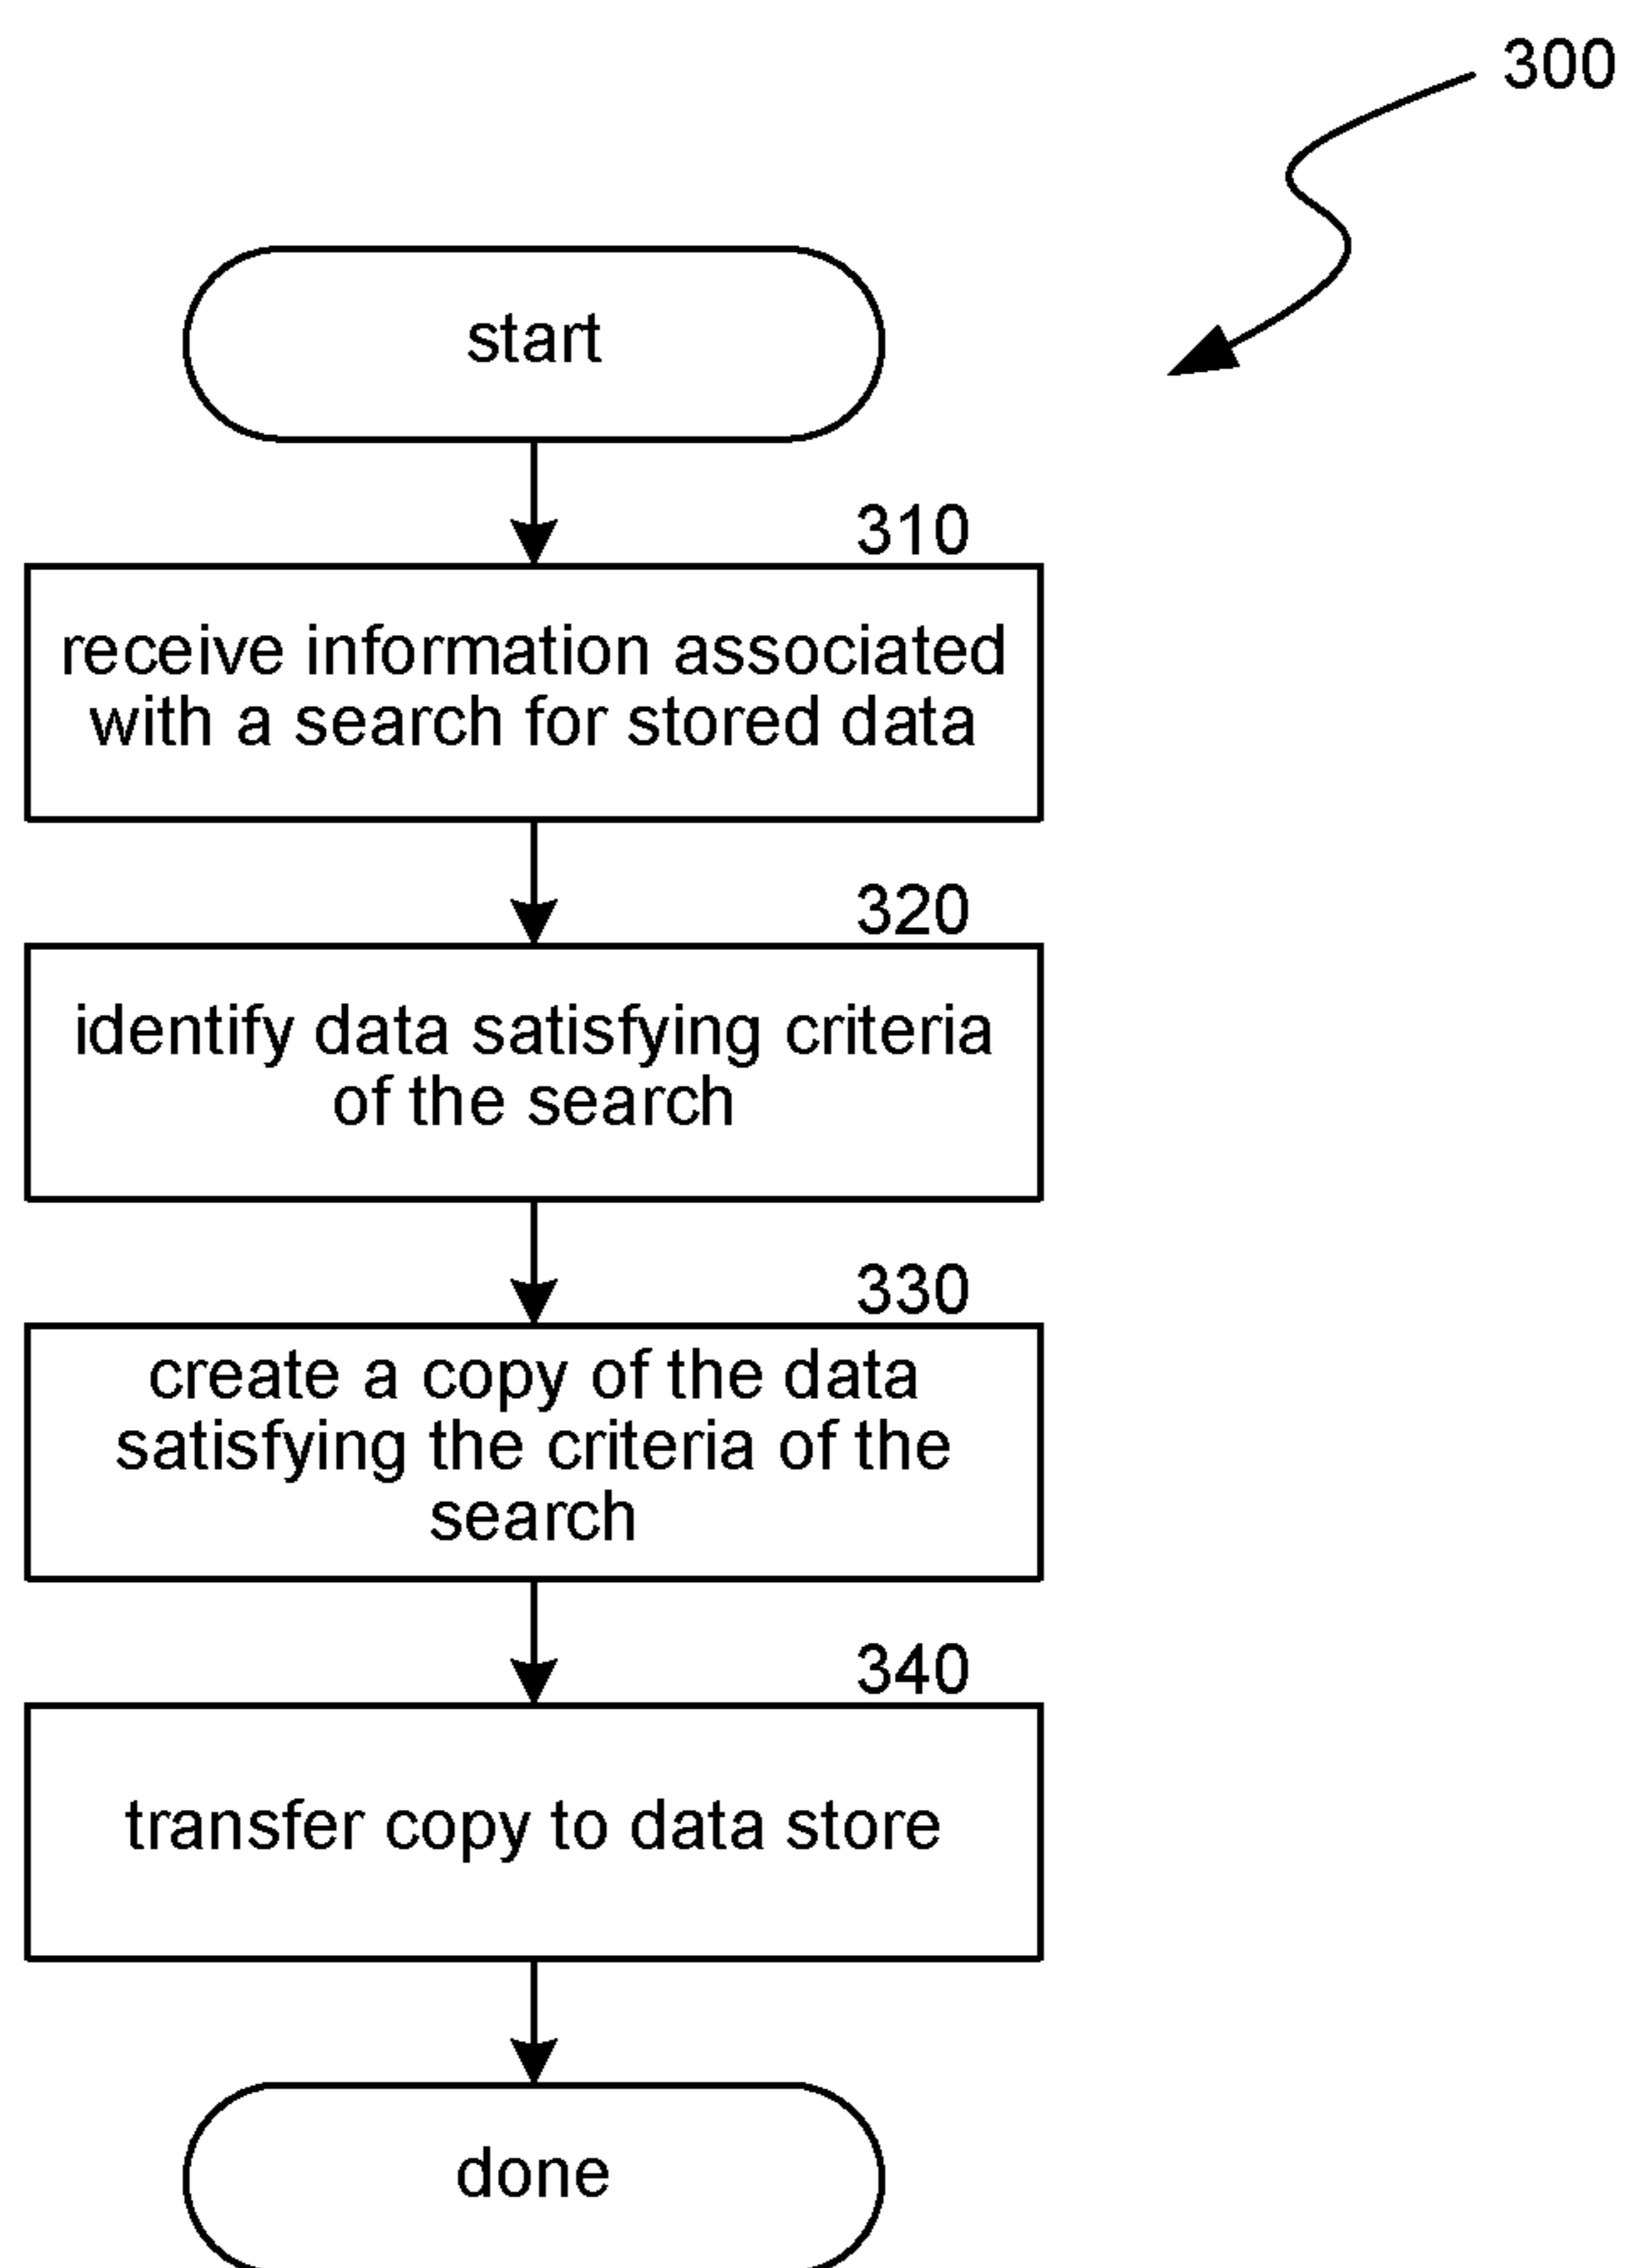 300
start
310
receive information associated
with a search for stored data
320
identify data satisfying criteria
of the search
330
create a copy of the data
satisfying the criteria of the
search
340
transfer copy to data store
done